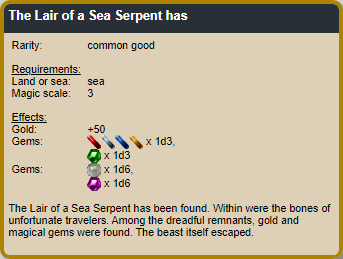 The Lair of a Sea Serpent has
Rarity: common good
Requirements:
Land or sea: sea
Magic scale: 3
Effects:
Gold: +50
Gems: x 1d3,
x 1d3
Gems: x 1d6,
x 1d6
The Lair of a Sea Serpent has been found. Within were the bones of
unfortunate travelers. Among the dreadful remnants, gold and
magical gems were found. The beast itself escaped.